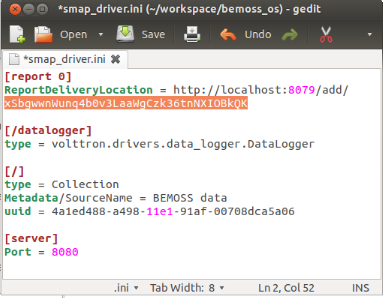 *smap_driver.ini (~/workspace/bemoss_os) - gedit
Open Save Undo
*smap_driver.ini
[report 0]
ReportDeliveryLocation = http://localhost:8079/add/
xSbgwwnWunq4b0v3LaaWgCzk36tnNXIOBkQK
[/datalogger]
type = volttron.drivers.data_logger.DataLogger
[/]
type = Collection
Metadata/SourceName = BEMOSS data
uuid = 4a1ed488-a498-11e1-91af-00708dca5a06
[server]
Port = 8080
.ini Tab Width: 8 Ln 2, Col 52 INS